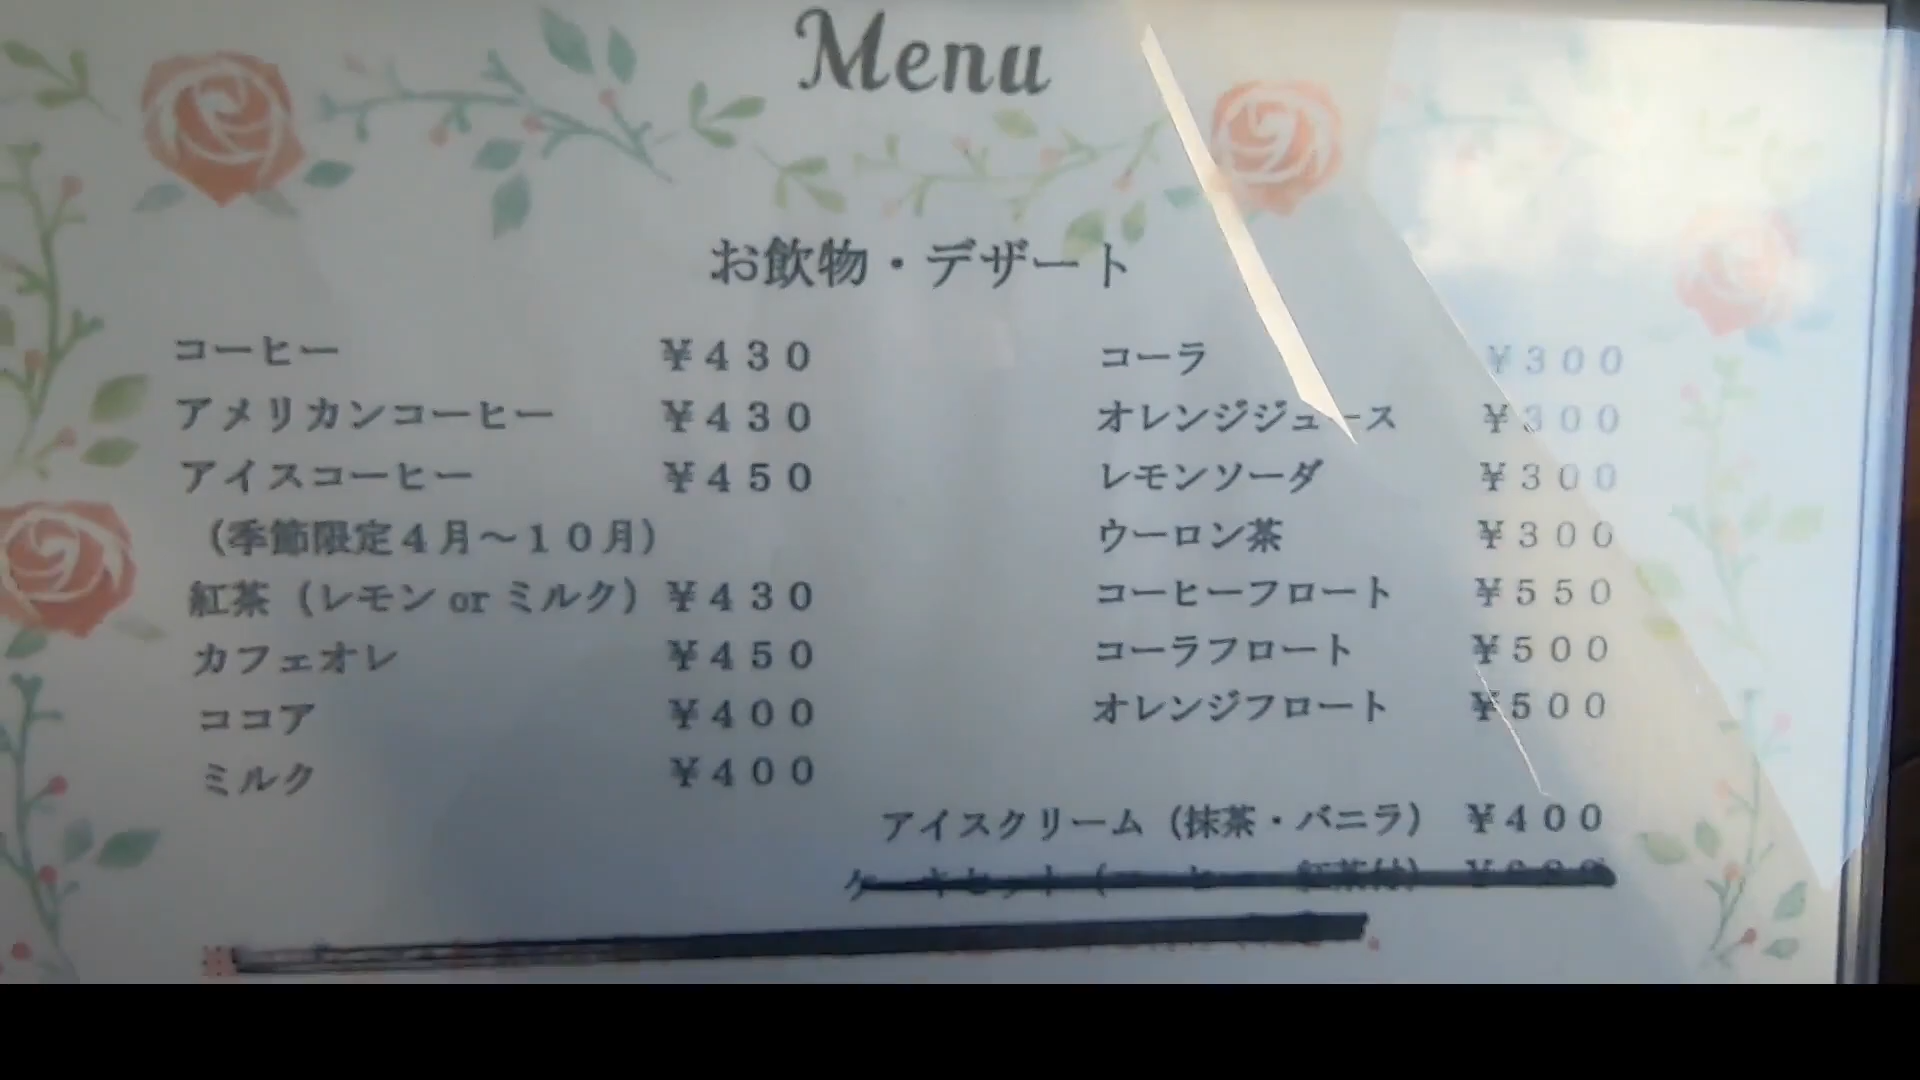 Menu
お飲物・デザート
コーヒー ￥４３０
アメリカンコーヒー ￥４３０
アイスコーヒー ￥４５０
（季節限定４月～１０月）
紅茶（レモン or ミルク） ￥４３０
カフェオレ ￥４５０
ココア ￥４００
ミルク ￥４００
コーラ ￥３００
オレンジジュース ￥３００
レモンソーダ ￥３００
ウーロン茶 ￥３００
コーヒーフロート ￥５５０
コーラフロート ￥５００
オレンジフロート ￥５００
アイスクリーム（抹茶・バニラ） ￥４００